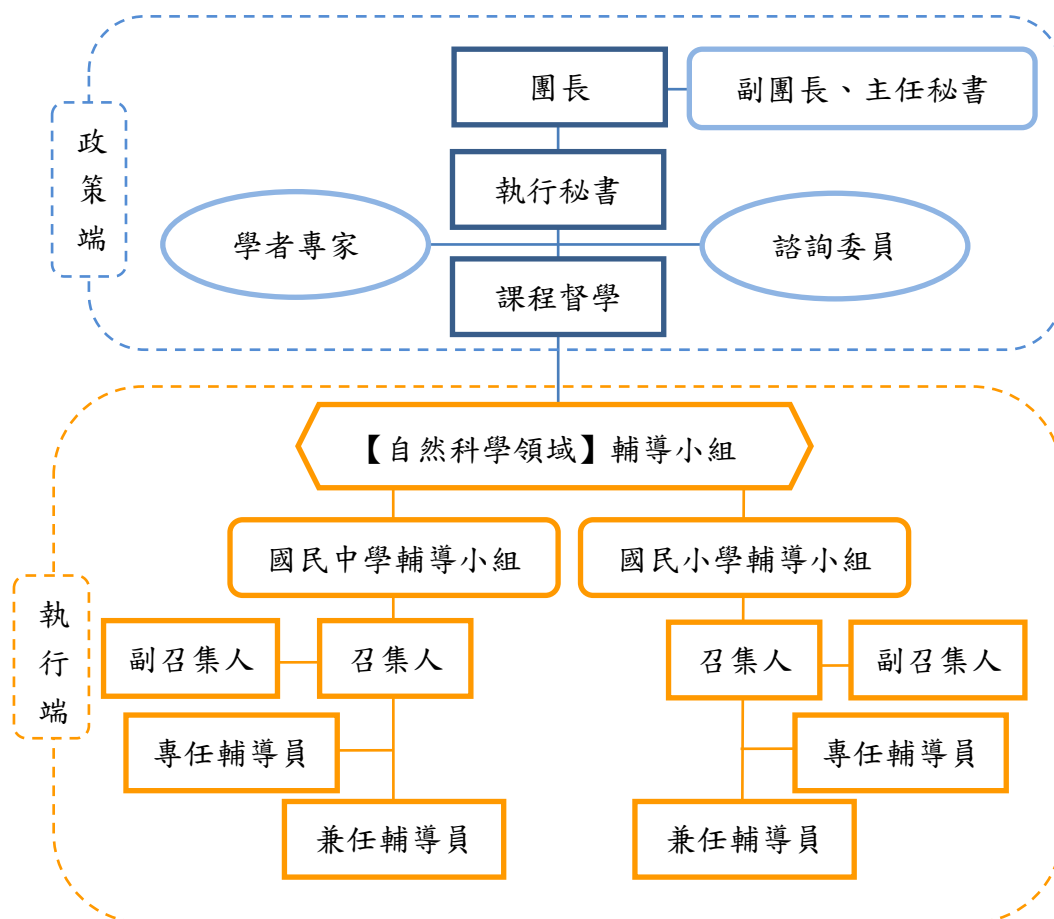 團長
副團長、主任秘書
政策端
執行秘書
學者專家
諮詢委員
課程督學
【自然科學領域】輔導小組
國民中學輔導小組
國民小學輔導小組
執行端
副召集人
召集人
召集人
副召集人
專任輔導員
專任輔導員
兼任輔導員
兼任輔導員